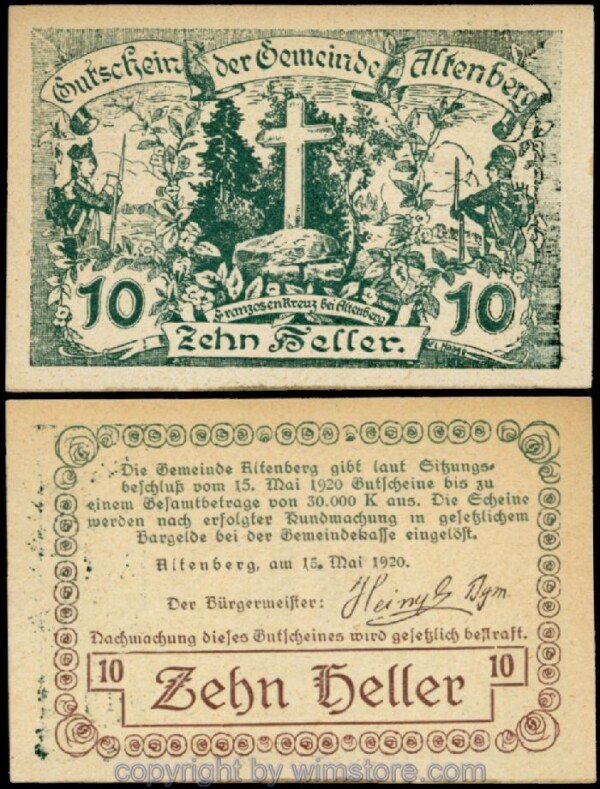 Gutschein der Gemeinde Altenberg
10
10
Franzosenkreuz bei Altenberg
Zehn Heller.
Die Gemeinde Altenberg gibt laut Sitzungs-
beschluß vom 15. Mai 1920 Gutscheine bis zu
einem Gesamtbetrage von 30.000 K aus. Die Scheine
werden nach erfolgter Kundmachung in gesetzlichem
Bargelde bei der Gemeindekasse eingelöst.
Altenberg, am 15. Mai 1920.
Der Bürgermeister:
Nachmachung dieses Gutscheines wird gesetzlich bestraft.
10
Zehn Heller
10
copyright by wimstore.com